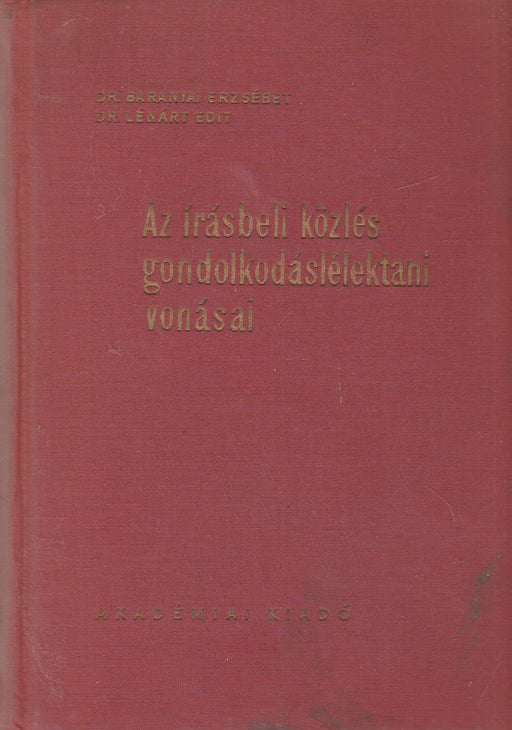 DR. BARANYAI ERZSÉBET
DR. LÉNÁRT EDIT
Az írásbeli közlés
gondolkodáslélektani
vonásai
AKADÉMIAI KIADÓ